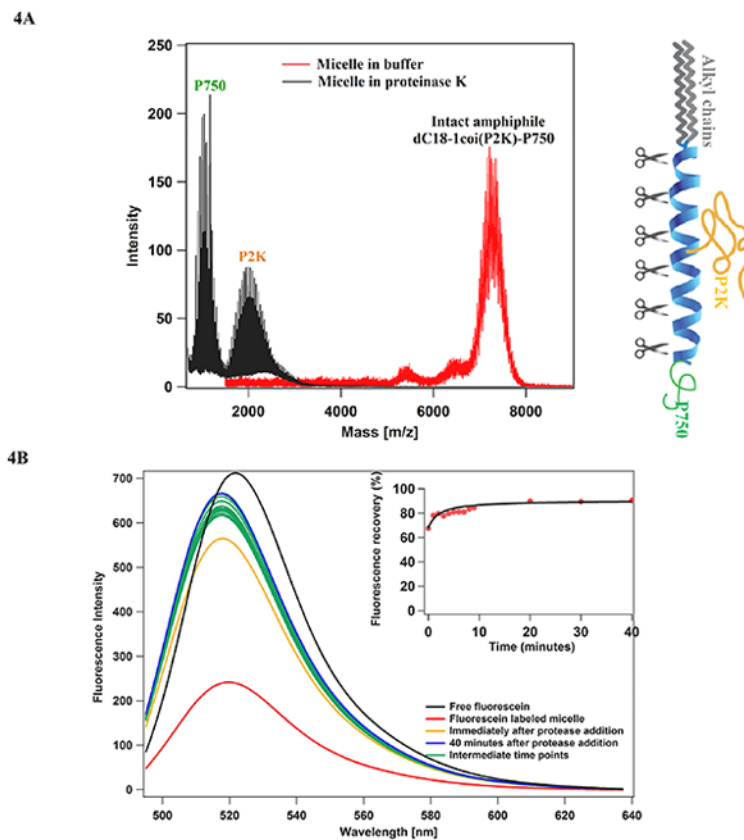 4A
250
200
150
100
50
0
Intensity
P750
P2K
Micelle in buffer
Micelle in proteinase K
Intact amphiphile
dC18-1coi(P2K)-P750
2000
4000
6000
8000
Mass [m/z]
Alkyl chains
P2K
P750
4B
700
600
500
400
300
200
100
0
Fluorescence Intensity
100
80
60
40
20
0
Fluorescence recovery (%)
0
10
20
30
40
Time (minutes)
Free fluorescein
Fluorescein labeled micelle
Immediately after protease addition
40 minutes after protease addition
Intermediate time points
500
520
540
560
580
600
620
640
Wavelength [nm]